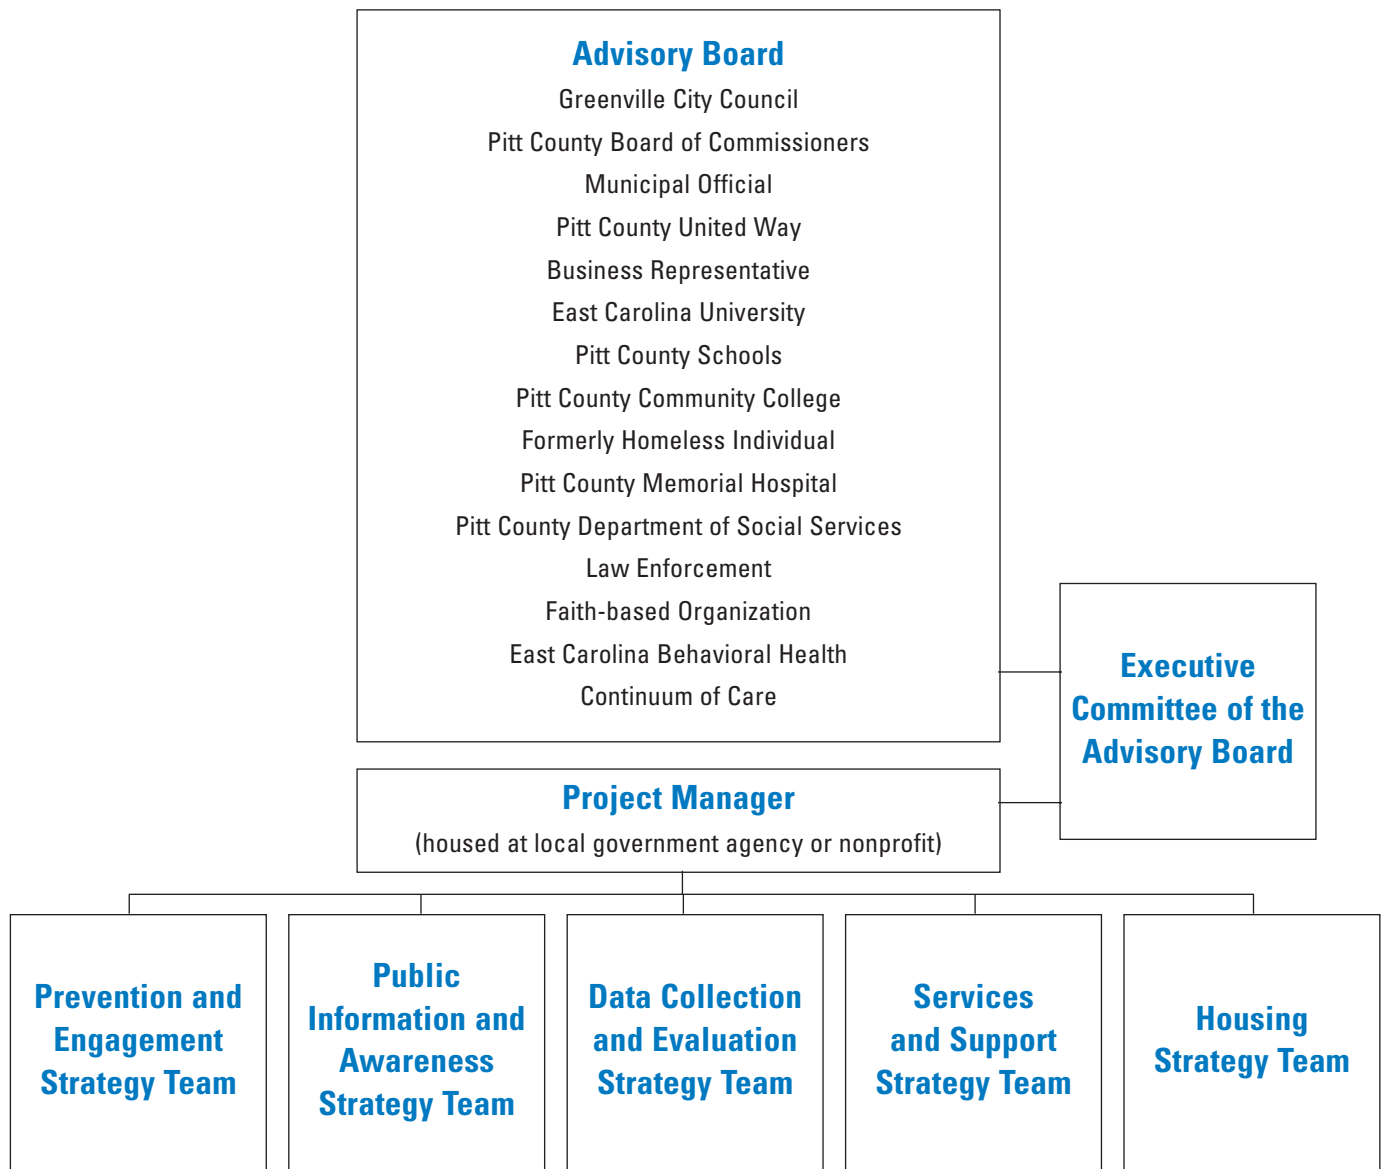 Advisory Board
Greenville City Council
Pitt County Board of Commissioners
Municipal Official
Pitt County United Way
Business Representative
East Carolina University
Pitt County Schools
Pitt County Community College
Formerly Homeless Individual
Pitt County Memorial Hospital
Pitt County Department of Social Services
Law Enforcement
Faith-based Organization
East Carolina Behavioral Health
Continuum of Care
Executive
Committee of the
Advisory Board
Project Manager
(housed at local government agency or nonprofit)
Prevention and
Engagement
Strategy Team
Public
Information and
Awareness
Strategy Team
Data Collection
and Evaluation
Strategy Team
Services
and Support
Strategy Team
Housing
Strategy Team